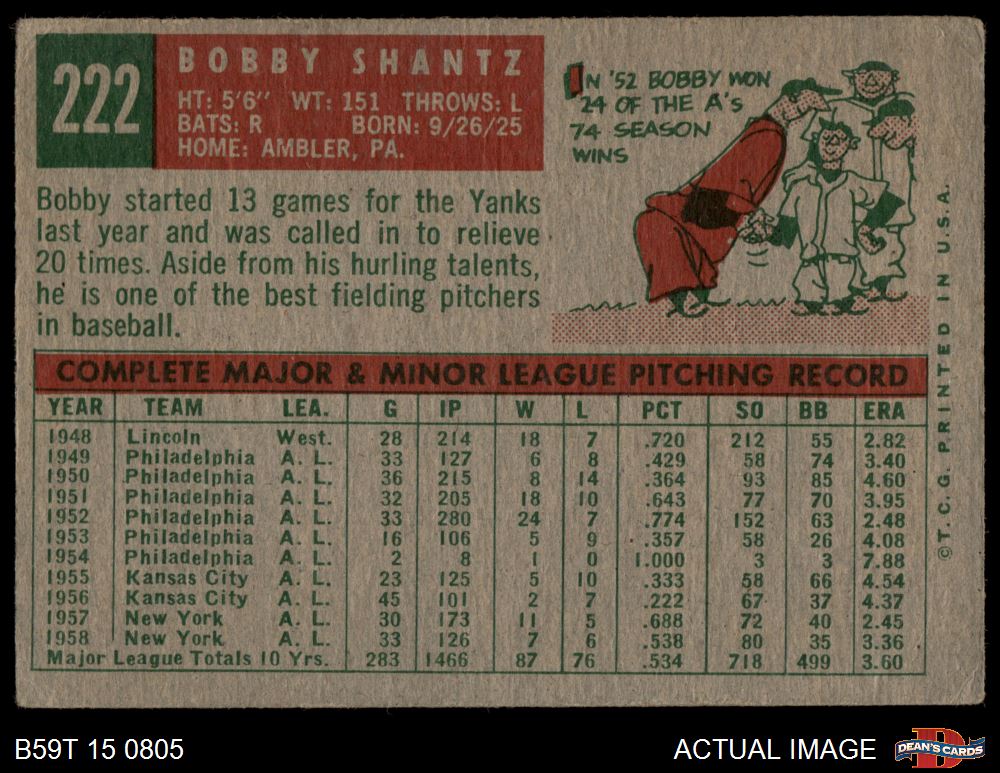 222
BOBBY SHANTZ
HT: 5'6" WT: 151 THROWS: L
BATS: R BORN: 9/26/25
HOME: AMBLER, PA.
IN '52 BOBBY WON
24 OF THE A's
74 SEASON
WINS
Bobby started 13 games for the Yanks
last year and was called in to relieve
20 times. Aside from his hurling talents,
he is one of the best fielding pitchers
in baseball.
COMPLETE MAJOR & MINOR LEAGUE PITCHING RECORD
YEAR TEAM LEA. G IP W L PCT SO BB ERA
1948 Lincoln West. 28 214 18 7 .720 212 55 2.82
1949 Philadelphia A. L. 33 127 6 8 .429 58 74 3.40
1950 Philadelphia A. L. 36 215 8 14 .364 93 85 4.60
1951 Philadelphia A. L. 32 205 18 10 .643 77 70 3.95
1952 Philadelphia A. L. 33 280 24 7 .774 152 63 2.48
1953 Philadelphia A. L. 16 106 5 9 .357 58 26 4.08
1954 Philadelphia A. L. 2 8 1 0 1.000 3 3 7.88
1955 Kansas City A. L. 23 125 5 10 .333 58 66 4.54
1956 Kansas City A. L. 45 101 2 7 .222 67 37 4.37
1957 New York A. L. 30 173 11 5 .688 72 40 2.45
1958 New York A. L. 33 126 7 6 .538 80 35 3.36
Major League Totals 10 Yrs. 283 1466 87 76 .534 718 499 3.60
© T. C. G. PRINTED IN U.S.A.
B59T 15 0805
ACTUAL IMAGE
D
DEAN'S CARDS